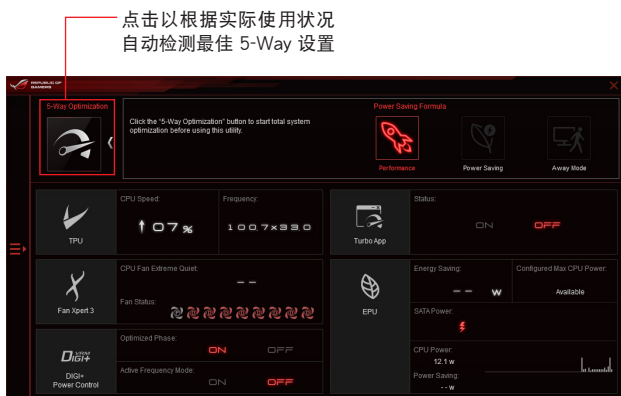 点击以根据实际使用状况
自动检测最佳 5-Way 设置
REPUBLIC OF
GAMERS
5-Way Optimization
Click the "5-Way Optimization" button to start total system
optimization before using this utility.
Power Saving Formula
Performance
Power Saving
Away Mode
TPU
CPU Speed:
07%
Frequency:
100.7×33.0
Turbo App
Status:
ON OFF
Fan Xpert 3
CPU Fan Extreme Quiet:
--
Fan Status:
EPU
Energy Saving:
-- W
Configured Max CPU Power:
Available
SATA Power:
CPU Power:
12.1 w
Power Saving:
-- w
DIGI+ VRM
DIGI+
Power Control
Optimized Phase:
ON OFF
Active Frequency Mode:
ON OFF